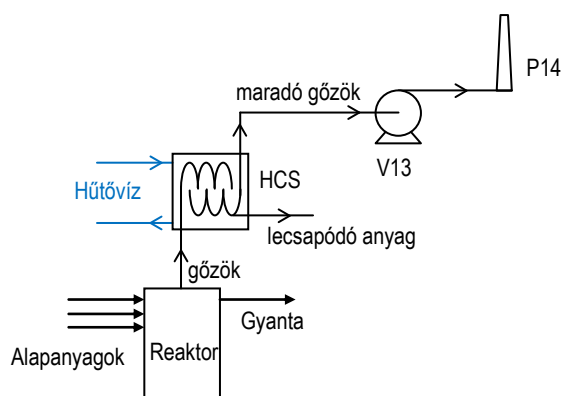 P14
maradó gőzök
V13
HCS
Hűtővíz
lecsapódó anyag
gőzök
Gyanta
Alapanyagok
Reaktor